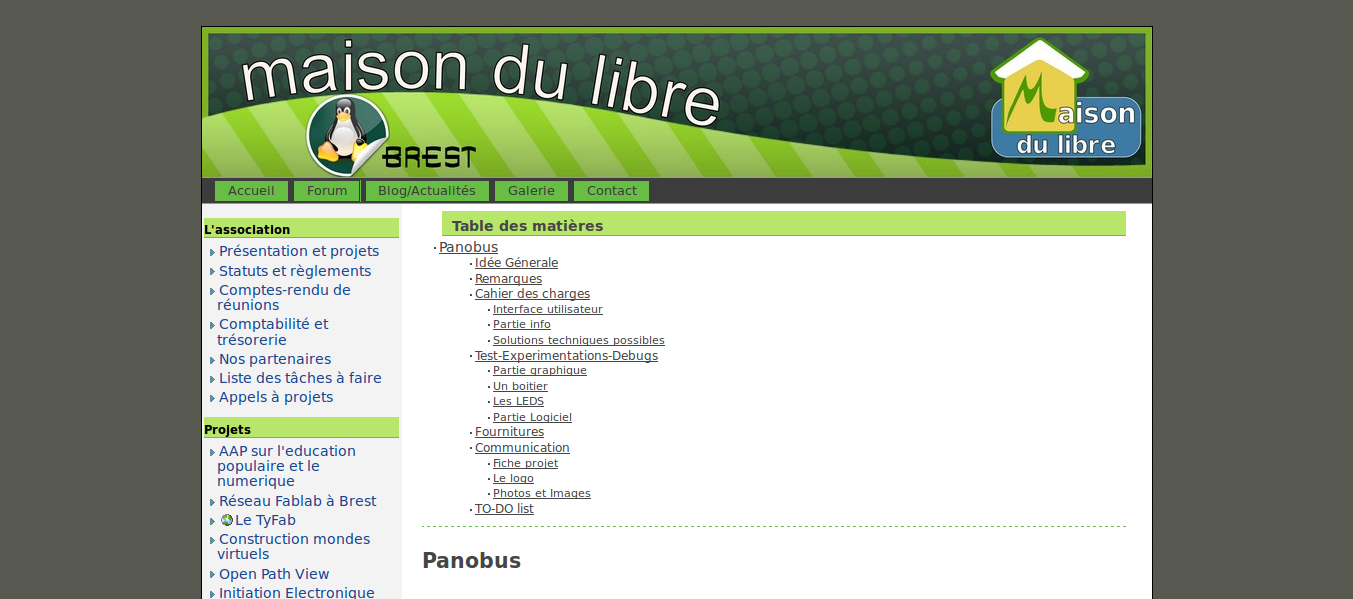 maison du libre
BREST
Maison
du libre
Accueil
Forum
Blog/Actualités
Galerie
Contact
L'association
Présentation et projets
Statuts et règlements
Comptes-rendu de
réunions
Comptabilité et
trésorerie
Nos partenaires
Liste des tâches à faire
Appels à projets
Projets
AAP sur l'education
populaire et le
numerique
Réseau Fablab à Brest
Le TyFab
Construction mondes
virtuels
Open Path View
Initiation Electronique
Table des matières
Panobus
Idée Génerale
Remarques
Cahier des charges
Interface utilisateur
Partie info
Solutions techniques possibles
Test-Experimentations-Debugs
Partie graphique
Un boitier
Les LEDS
Partie Logiciel
Fournitures
Communication
Fiche projet
Le logo
Photos et Images
TO-DO list
Panobus